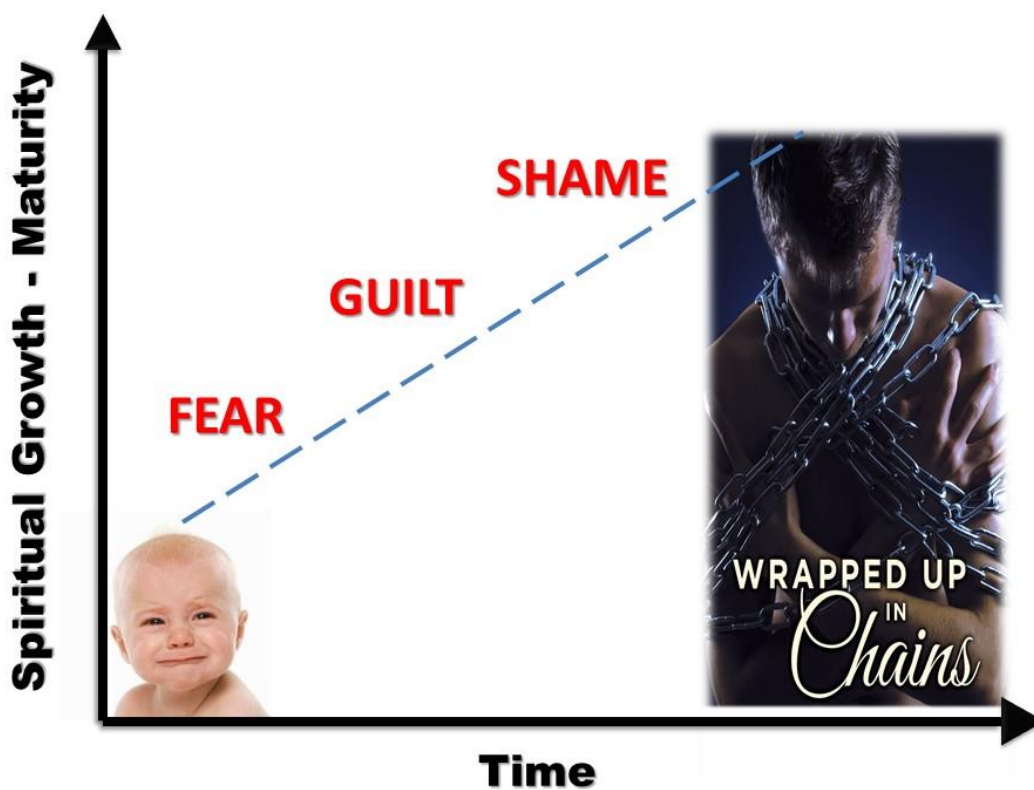 Spiritual Growth - Maturity
SHAME
GUILT
FEAR
WRAPPED UP
IN
Chains
Time